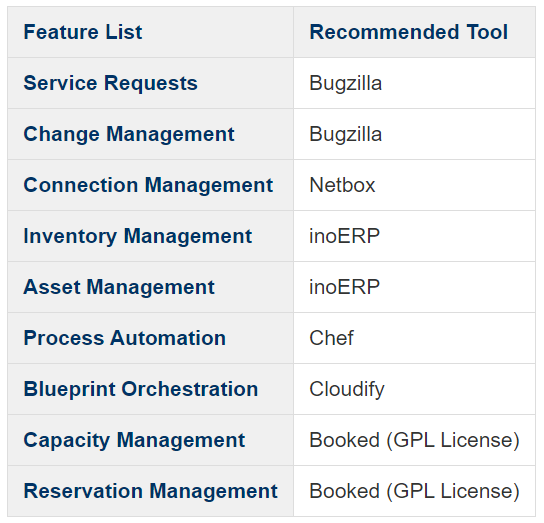 Feature List Recommended Tool
Service Requests Bugzilla
Change Management Bugzilla
Connection Management Netbox
Inventory Management inoERP
Asset Management inoERP
Process Automation Chef
Blueprint Orchestration Cloudify
Capacity Management Booked (GPL License)
Reservation Management Booked (GPL License)